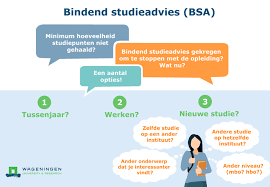 Bindend studieadvies (BSA)
Minimum hoeveelheid
studiepunten niet
gehaald?
Bindend studieadvies gekregen
om te stoppen met de opleiding?
Wat nu?
Een aantal
opties!
1
Tussenjaar?
2
Werken?
3
Nieuwe studie?
Zelfde studie
op een ander
instituut?
Andere studie
op hetzelfde
instituut?
Ander onderwerp
dat je interessanter
vindt?
Ander niveau?
(mbo? hbo?)
WAGENINGEN